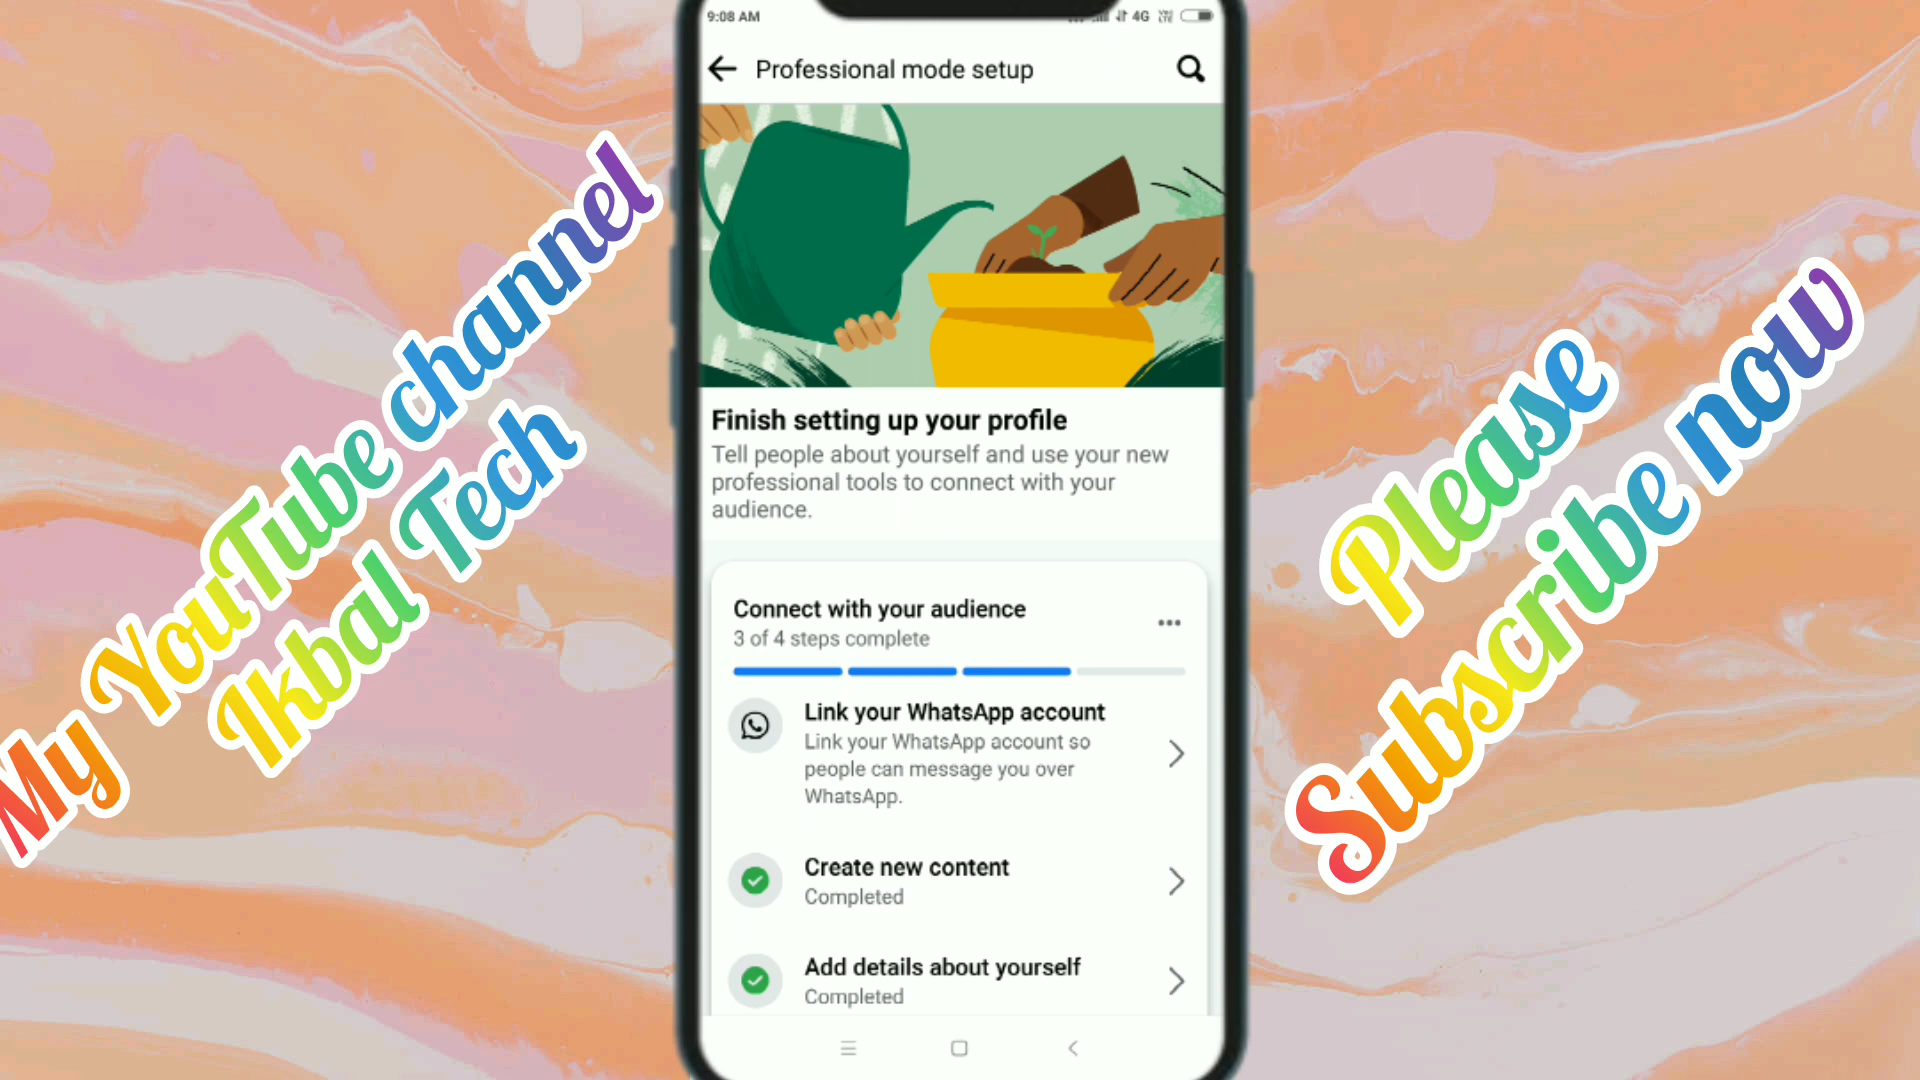 9:08 AM
4G
Professional mode setup
Finish setting up your profile
Tell people about yourself and use your new
professional tools to connect with your
audience.
Connect with your audience
3 of 4 steps complete
Link your WhatsApp account
Link your WhatsApp account so
people can message you over
WhatsApp.
Create new content
Completed
Add details about yourself
Completed
My YouTube channel
Ikbal Tech
Please
Subscribe now